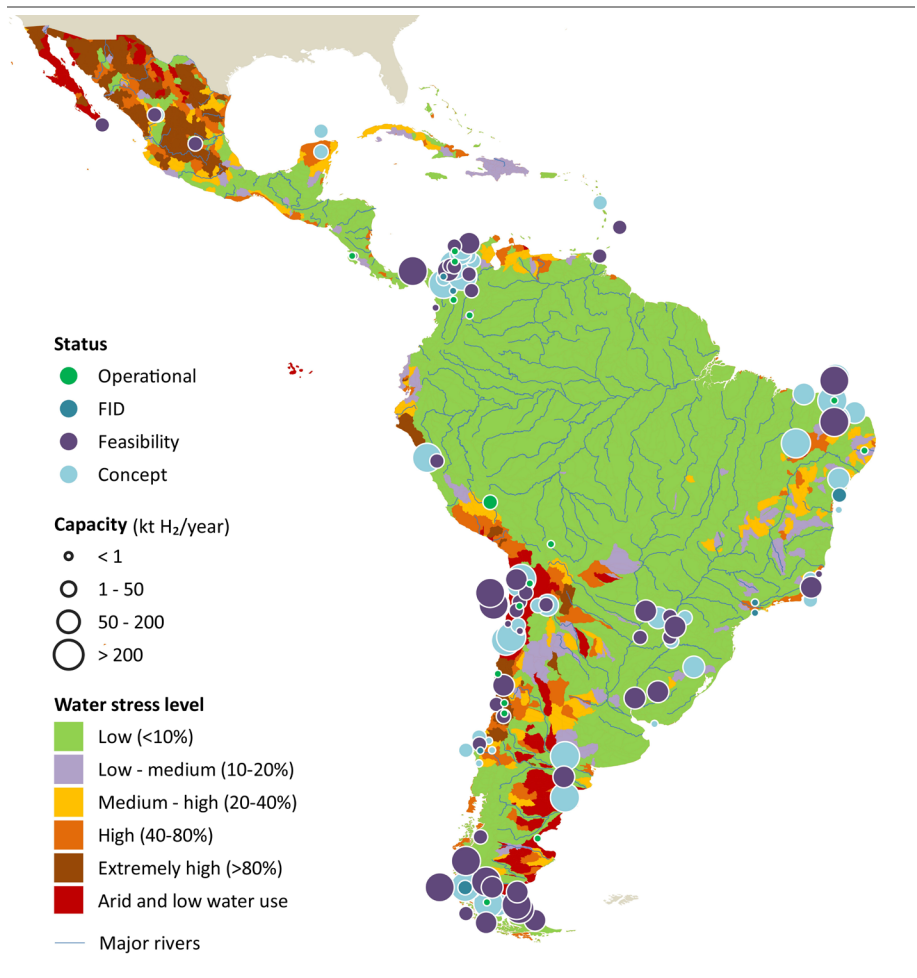 Status
Operational
FID
Feasibility
Concept
Capacity (kt H₂/year)
< 1
1 - 50
50 - 200
> 200
Water stress level
Low (<10%)
Low - medium (10-20%)
Medium - high (20-40%)
High (40-80%)
Extremely high (>80%)
Arid and low water use
Major rivers